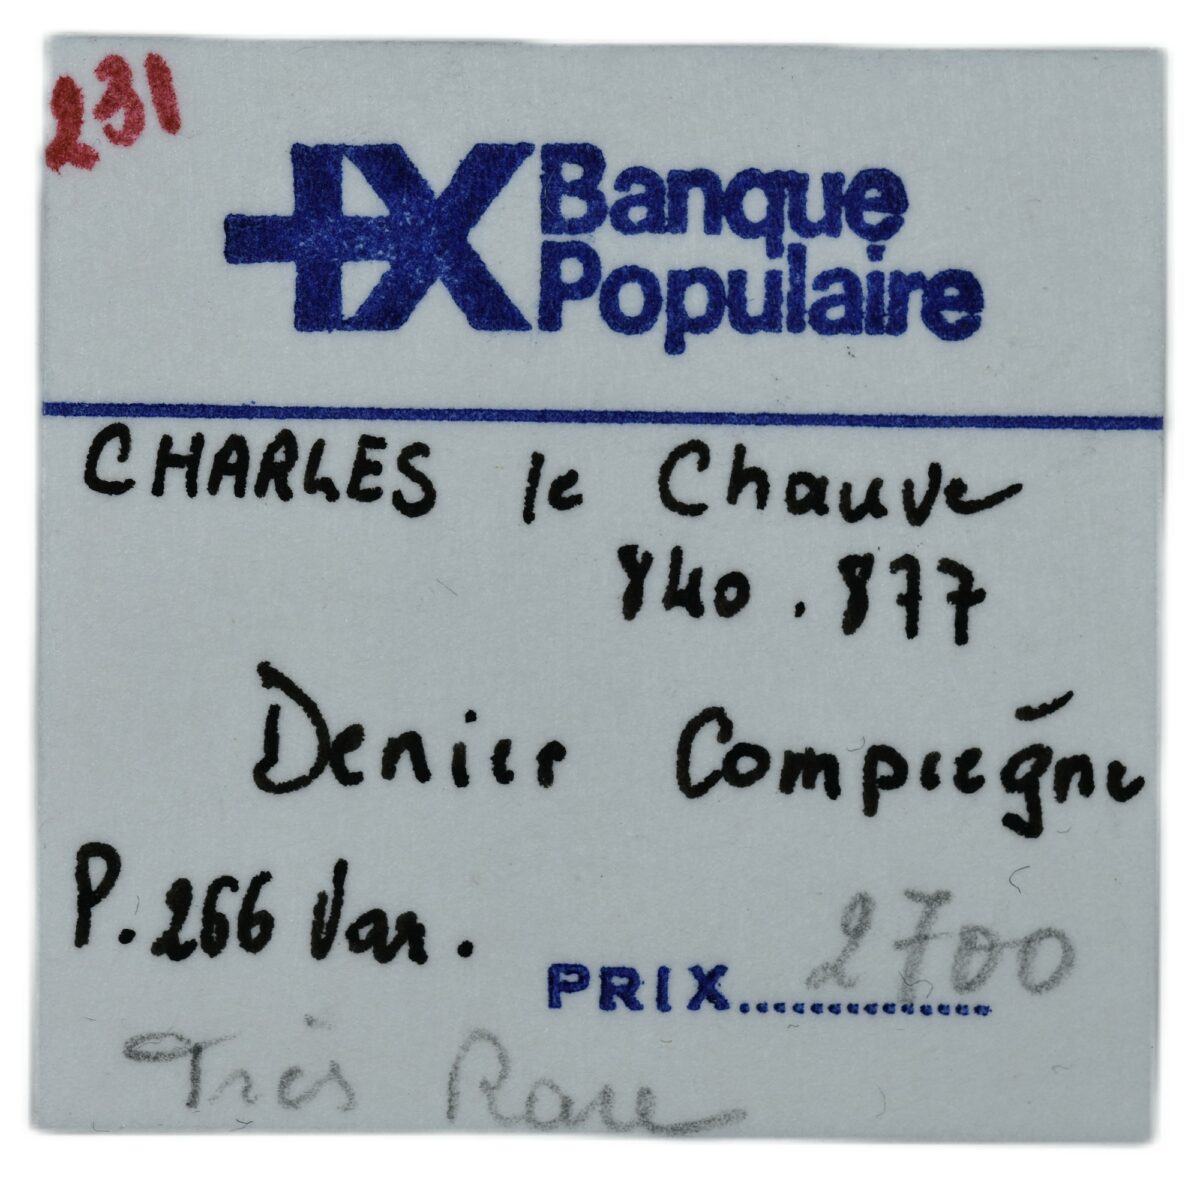 231
Banque
Populaire
CHARLES le Chauve
840.877
Denier Compiègne
P.266 Var.
PRIX............... 2700
Très Rare